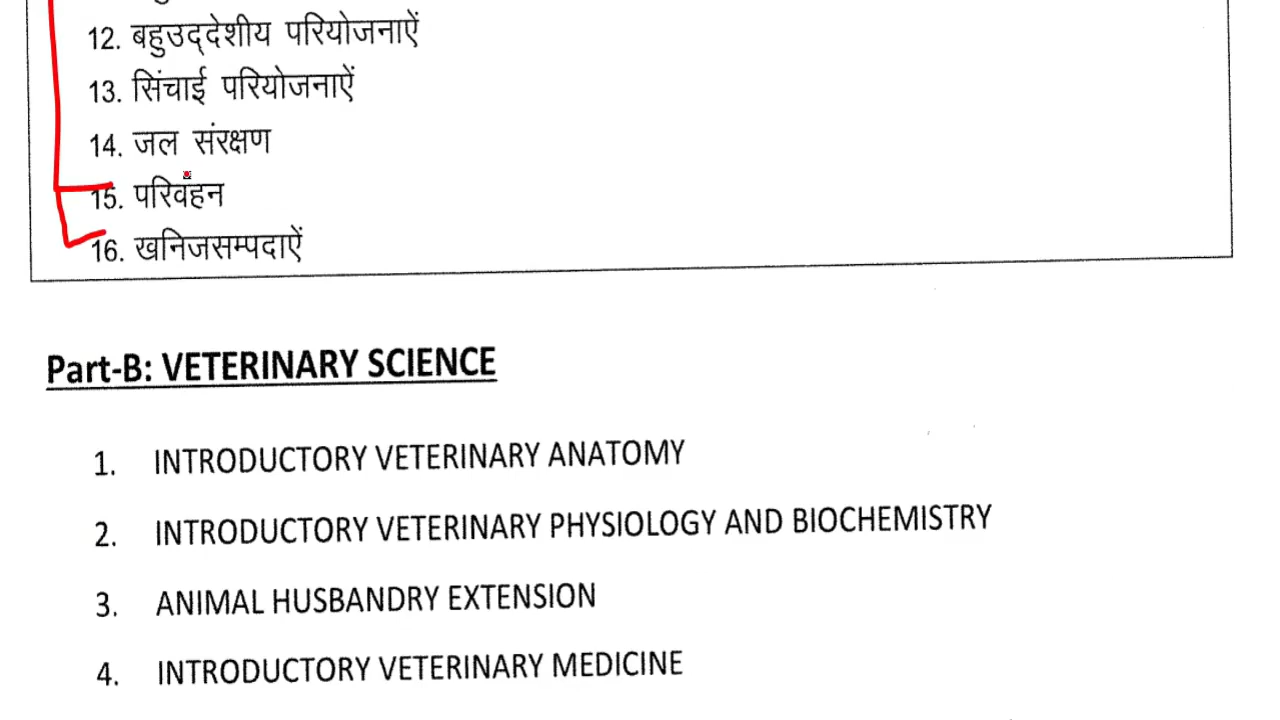 12. बहुउद्देशीय परियोजनाऐं
13. सिंचाई परियोजनाऐं
14. जल संरक्षण
15. परिवहन
16. खनिजसम्पदाऐं
Part-B: VETERINARY SCIENCE
1. INTRODUCTORY VETERINARY ANATOMY
2. INTRODUCTORY VETERINARY PHYSIOLOGY AND BIOCHEMISTRY
3. ANIMAL HUSBANDRY EXTENSION
4. INTRODUCTORY VETERINARY MEDICINE